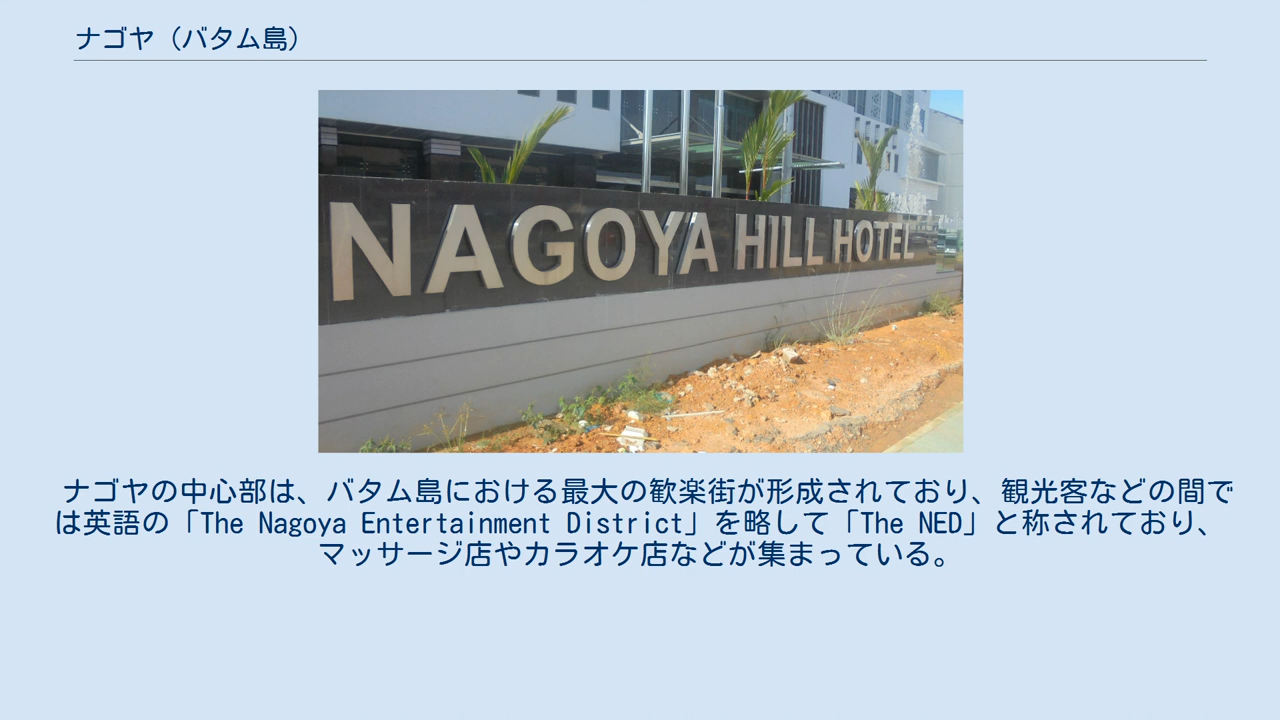 ナゴヤ（バタム島）
NAGOYA HILL HOTEL
ナゴヤの中心部は、バタム島における最大の歓楽街が形成されており、観光客などの間で
は英語の「The Nagoya Entertainment District」を略して「The NED」と称されており、
マッサージ店やカラオケ店などが集まっている。